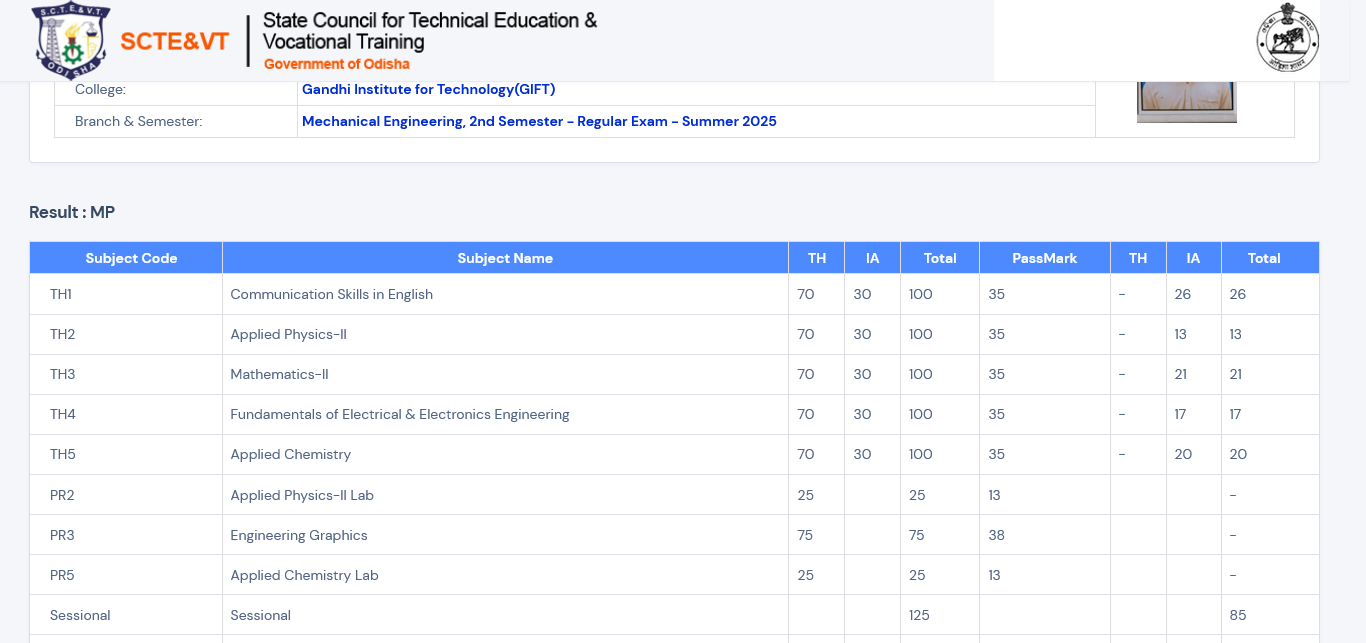 S.C.T.E.&V.T.
ODISHA
SCTE&VT
State Council for Technical Education &
Vocational Training
Government of Odisha
College: Gandhi Institute for Technology(GIFT)
Branch & Semester: Mechanical Engineering, 2nd Semester - Regular Exam - Summer 2025
Result : MP
Subject Code Subject Name TH IA Total PassMark TH IA Total
TH1 Communication Skills in English 70 30 100 35 - 26 26
TH2 Applied Physics-II 70 30 100 35 - 13 13
TH3 Mathematics-II 70 30 100 35 - 21 21
TH4 Fundamentals of Electrical & Electronics Engineering 70 30 100 35 - 17 17
TH5 Applied Chemistry 70 30 100 35 - 20 20
PR2 Applied Physics-II Lab 25 25 13 -
PR3 Engineering Graphics 75 75 38 -
PR5 Applied Chemistry Lab 25 25 13 -
Sessional Sessional 125 85